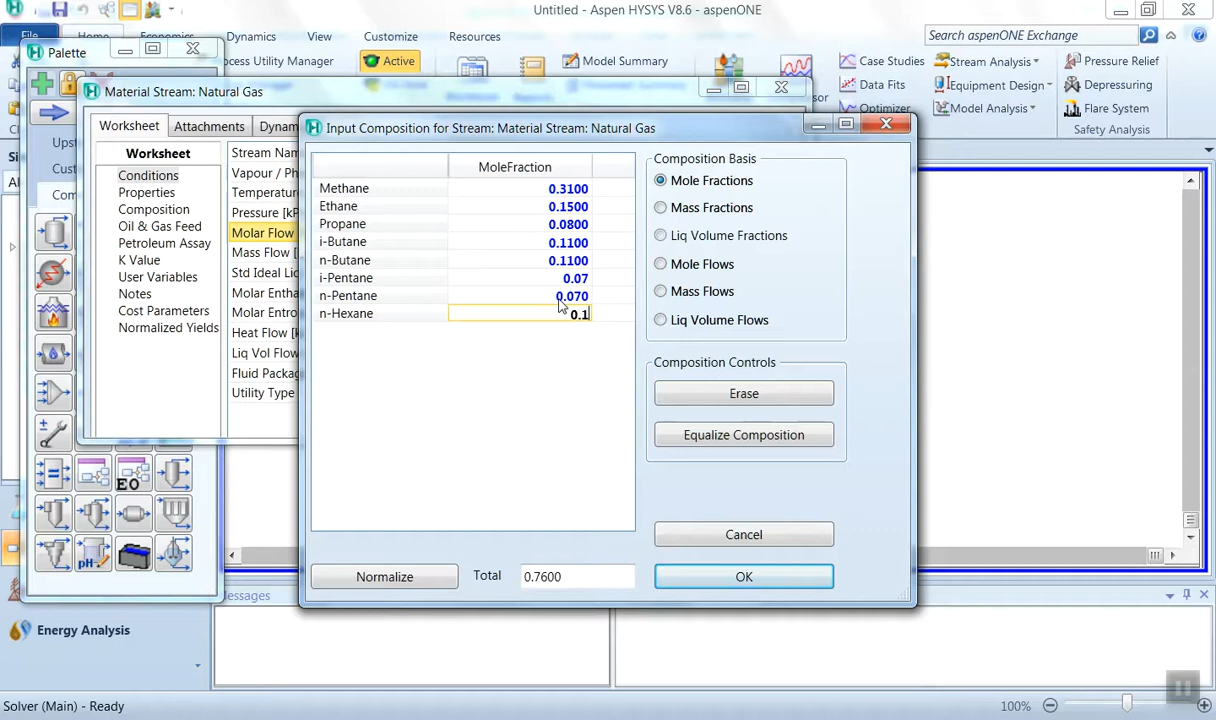 Untitled - Aspen HYSYS V8.6 - aspenONE
File
Home
Economics
Dynamics
View
Customize
Resources
Search aspenONE Exchange
Palette
Process Utility Manager
Active
Model Summary
Case Studies
Stream Analysis
Pressure Relief
Data Fits
Equipment Design
Depressuring
Optimizer
Model Analysis
Flare System
Safety Analysis
Material Stream: Natural Gas
Worksheet
Attachments
Dynam
Worksheet
Conditions
Properties
Composition
Oil & Gas Feed
Petroleum Assay
K Value
User Variables
Notes
Cost Parameters
Normalized Yields
Stream Nam
Vapour / Ph
Temperatur
Pressure [kP
Molar Flow
Mass Flow [
Std Ideal Liq
Molar Entha
Molar Entro
Heat Flow [k
Liq Vol Flow
Fluid Packag
Utility Type
Input Composition for Stream: Material Stream: Natural Gas
MoleFraction
Methane 0.3100
Ethane 0.1500
Propane 0.0800
i-Butane 0.1100
n-Butane 0.1100
i-Pentane 0.07
n-Pentane 0.070
n-Hexane 0.1
Composition Basis
Mole Fractions
Mass Fractions
Liq Volume Fractions
Mole Flows
Mass Flows
Liq Volume Flows
Composition Controls
Erase
Equalize Composition
Cancel
Normalize
Total 0.7600
OK
EO
pH
Messages
Energy Analysis
Solver (Main) - Ready
100%